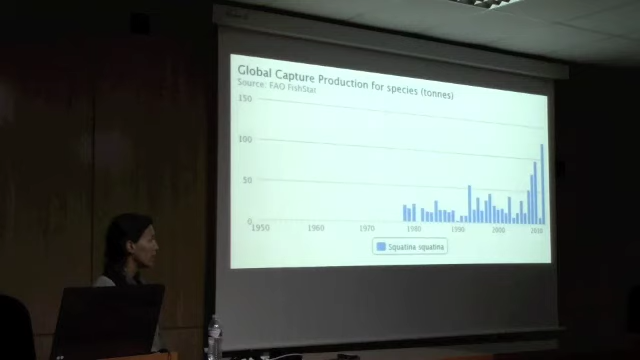 Global Capture Production for species (tonnes)
Source: FAO FishStat
150
100
50
0
1950 1960 1970 1980 1990 2000 2010
Squatina squatina